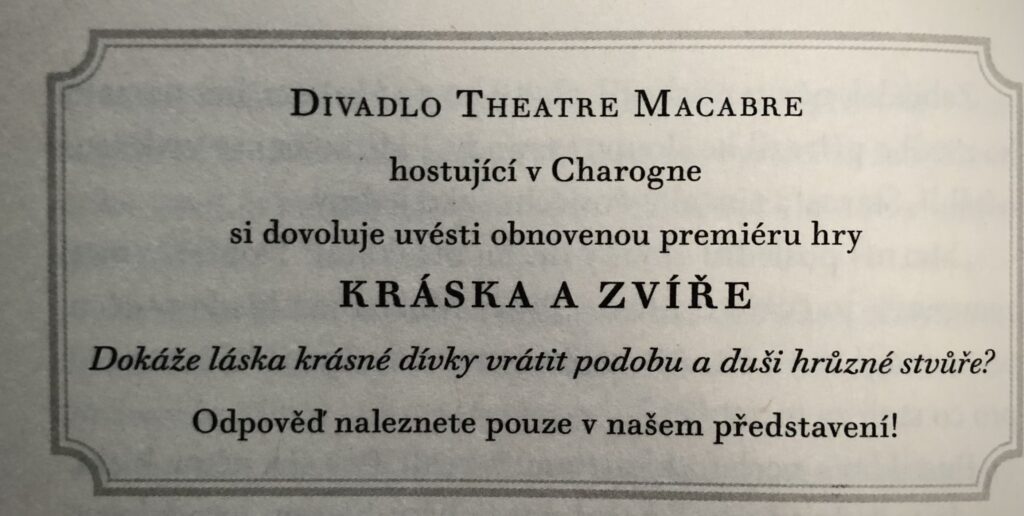 DIVADLO THEATRE MACABRE
hostující v Charogne
si dovoluje uvésti obnovenou premiéru hry
KRÁSKA A ZVÍŘE
Dokáže láska krásné dívky vrátit podobu a duši hrůzné stvůře?
Odpověď naleznete pouze v našem představení!